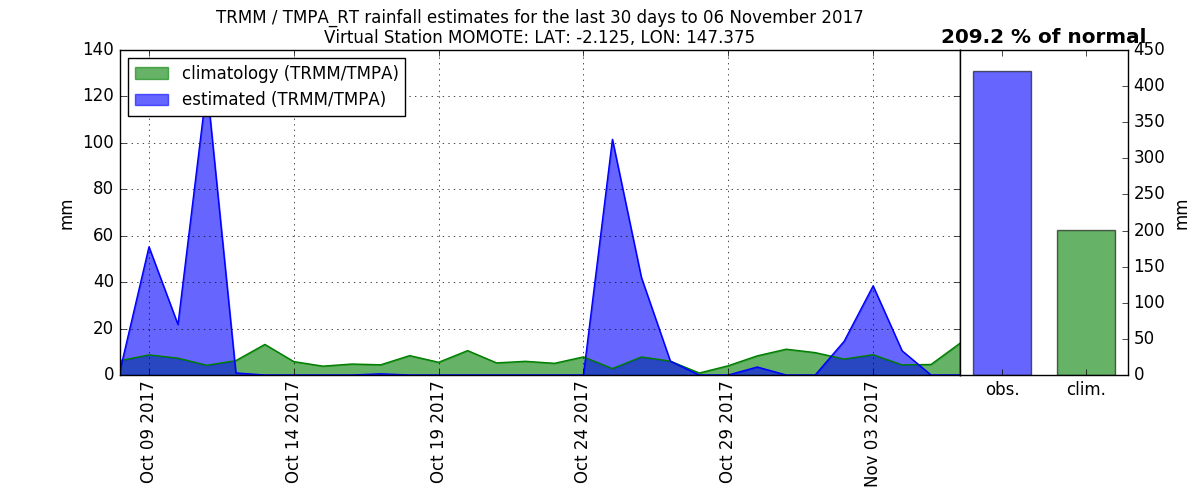 TRMM / TMPA_RT rainfall estimates for the last 30 days to 06 November 2017
Virtual Station MOMOTE: LAT: -2.125, LON: 147.375
209.2 % of normal
climatology (TRMM/TMPA)
estimated (TRMM/TMPA)
mm
140
120
100
80
60
40
20
0
Oct 09 2017
Oct 14 2017
Oct 19 2017
Oct 24 2017
Oct 29 2017
Nov 03 2017
obs.
clim.
450
400
350
300
250
200
150
100
50
0
mm